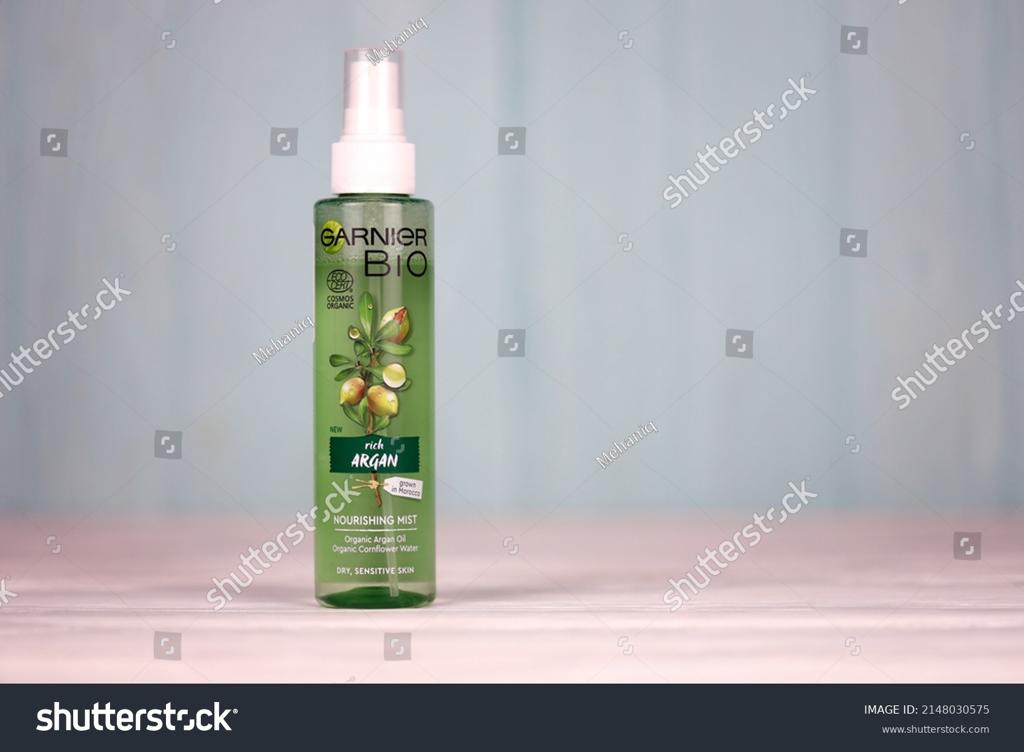 GARNIER
BIO
ECO
CERT
COSMOS
ORGANIC
NEW
rich
ARGAN
grown
in Morocco
NOURISHING MIST
Organic Argan Oil
Organic Cornflower Water
DRY, SENSITIVE SKIN
Mehaniq
Mehaniq
Mehaniq
shutterstock
shutterstock
shutterstock
shutterstock
shutterstock
shutterstock
IMAGE ID: 2148030575
www.shutterstock.com